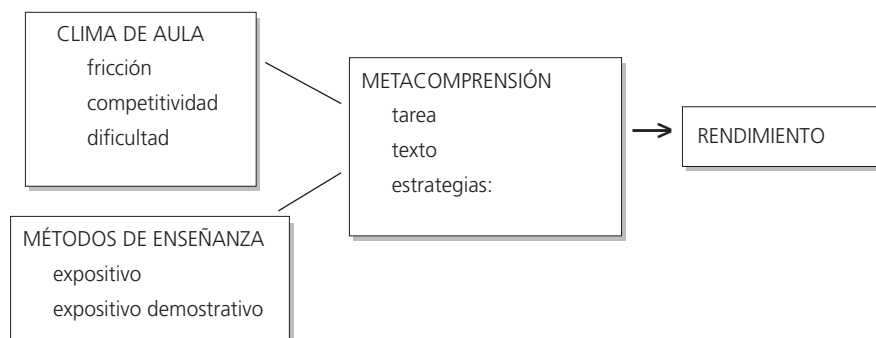 CLIMA DE AULA
fricción
competitividad
dificultad
MÉTODOS DE ENSEÑANZA
expositivo
expositivo demostrativo
METACOMPRENSIÓN
tarea
texto
estrategias:
RENDIMIENTO